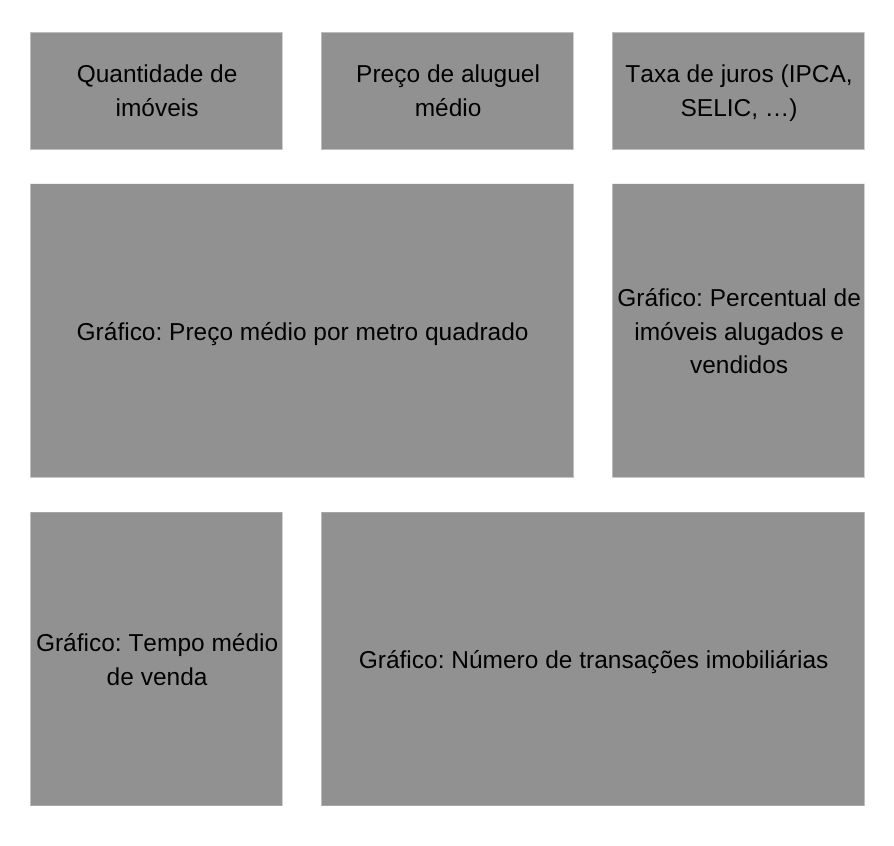 Quantidade de
imóveis
Preço de aluguel
médio
Taxa de juros (IPCA,
SELIC, …)
Gráfico: Preço médio por metro quadrado
Gráfico: Percentual de
imóveis alugados e
vendidos
Gráfico: Tempo médio
de venda
Gráfico: Número de transações imobiliárias